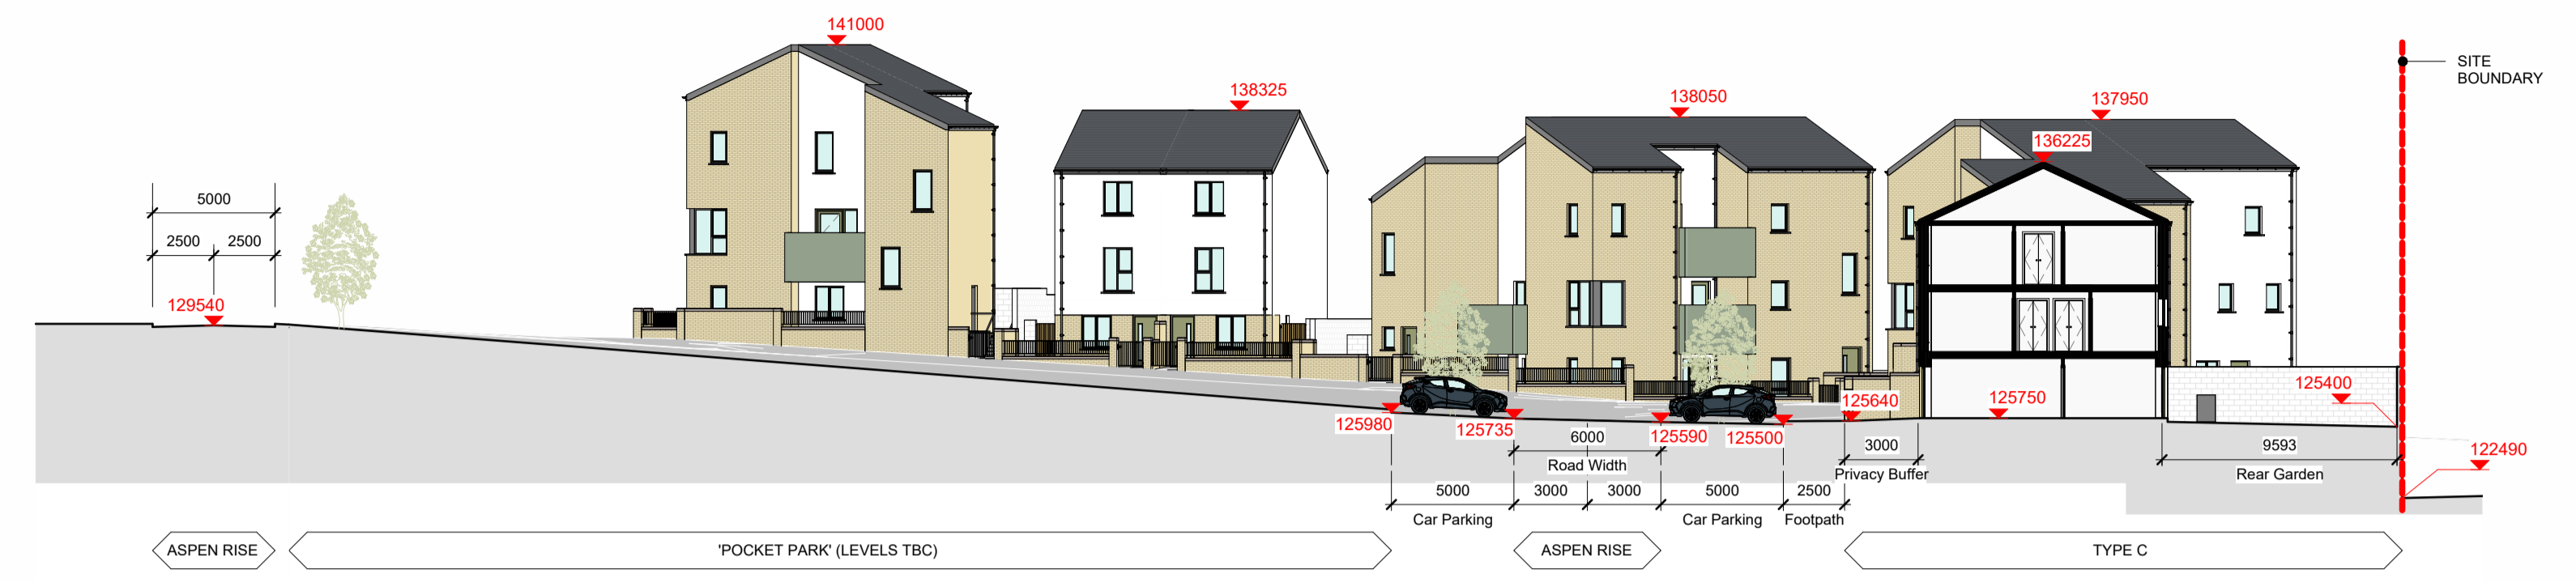 141000
SITE
BOUNDARY
138325
138050
137950
136225
5000
2500 2500
129540
125400
125640
125750
125980
125735
6000
125590
125500
3000
9593
122490
Road Width
Privacy Buffer
Rear Garden
5000
3000
3000
5000
2500
Car Parking
Car Parking
Footpath
ASPEN RISE
'POCKET PARK' (LEVELS TBC)
ASPEN RISE
TYPE C